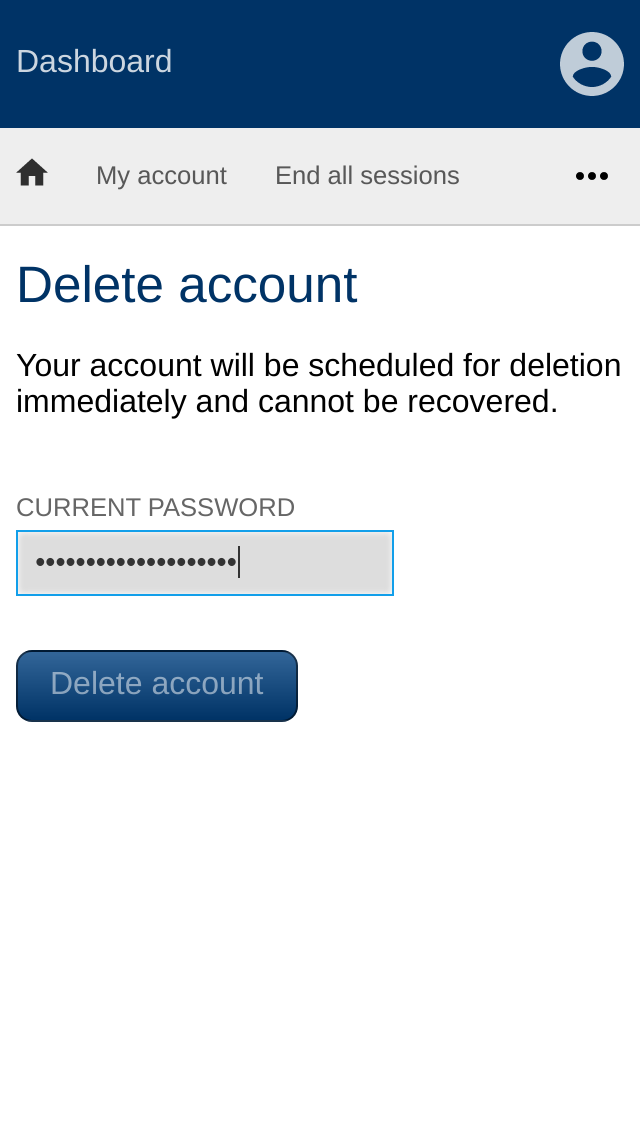 Dashboard
My account
End all sessions
Delete account
Your account will be scheduled for deletion
immediately and cannot be recovered.
CURRENT PASSWORD
••••••••••••••••••••
Delete account